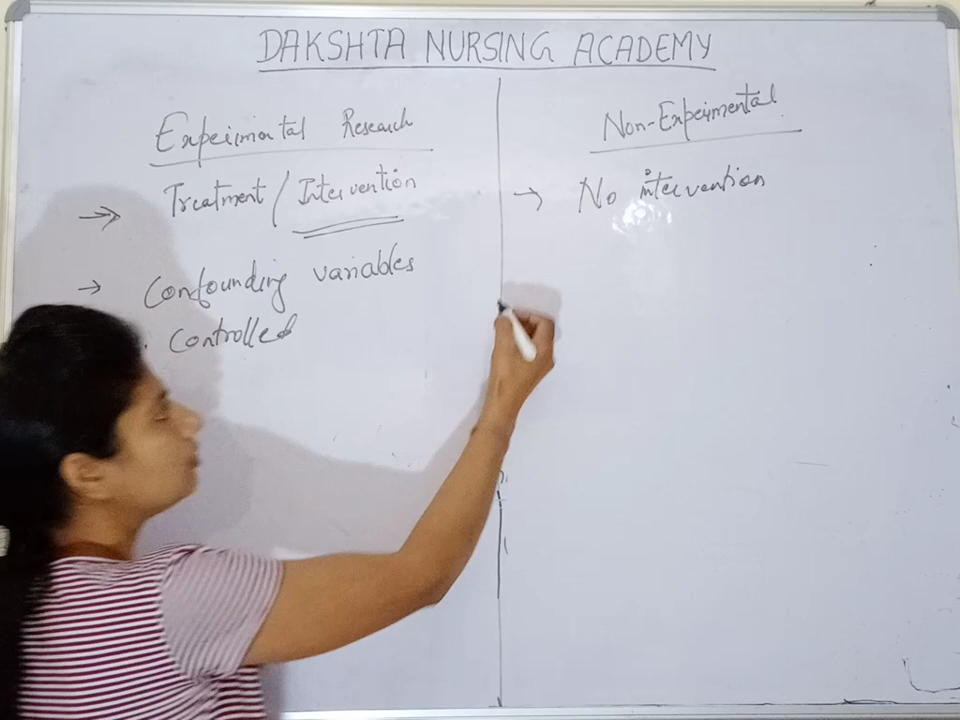 DAKSHTA NURSING ACADEMY
Experimental Research
→ Treatment / Intervention
→ Confounding variables
controlled
Non-Experimental
→ No intervention